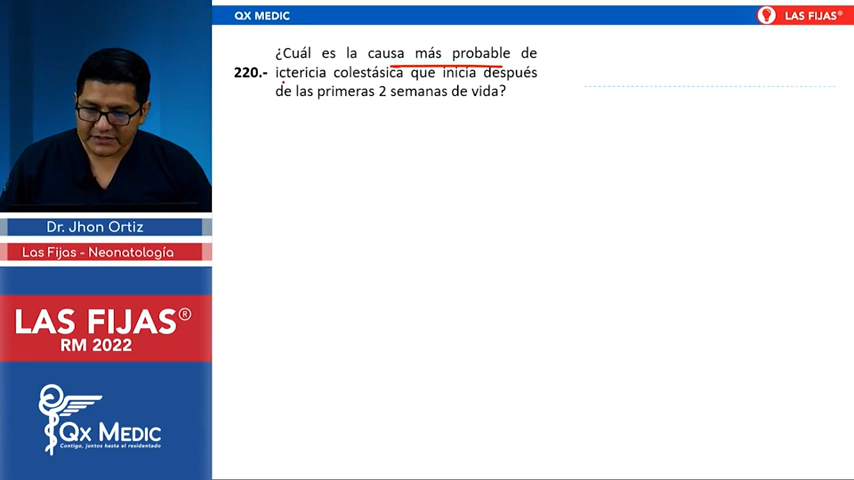 QX MEDIC
LAS FIJAS®
¿Cuál es la causa más probable de
220.- ictericia colestásica que inicia después
de las primeras 2 semanas de vida?
Dr. Jhon Ortiz
Las Fijas - Neonatología
LAS FIJAS®
RM 2022
QX MEDIC
Contigo, juntos hasta el residentado